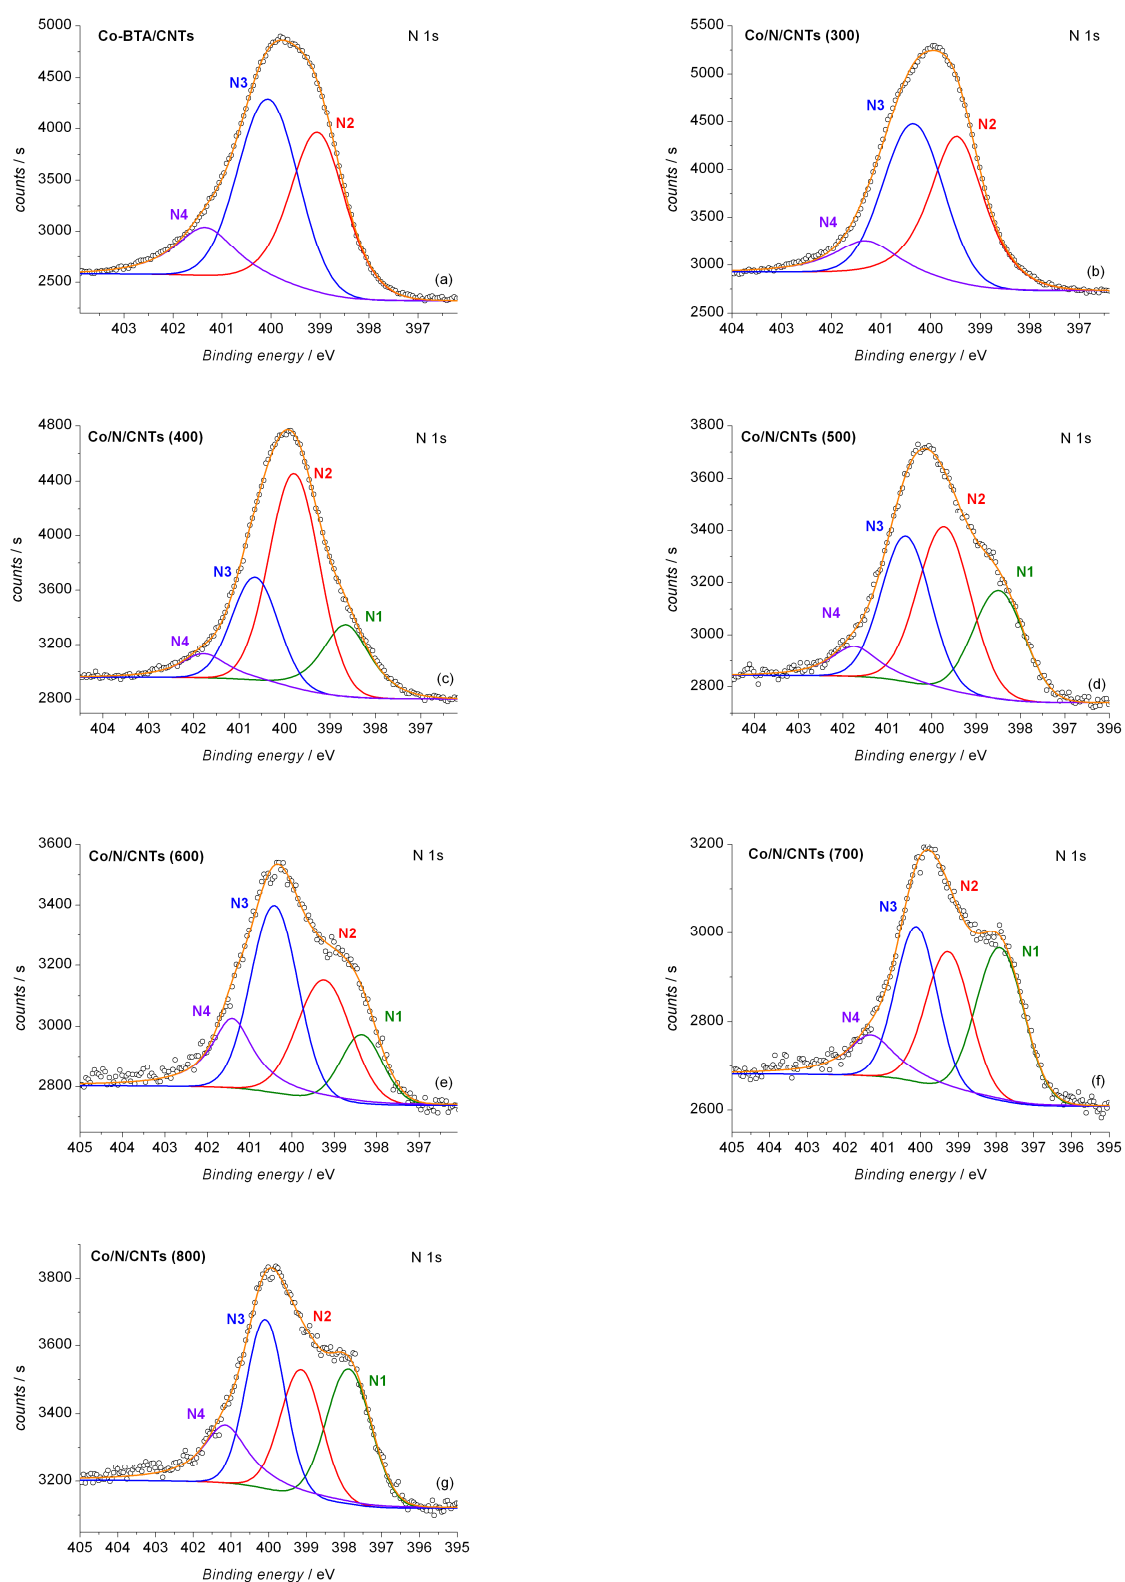 Co-BTA/CNTs
N 1s
N3
N2
N4
(a)
5000
4500
4000
3500
3000
2500
403 402 401 400 399 398 397
counts / s
Binding energy / eV
Co/N/CNTs (300)
N 1s
N3
N2
N4
(b)
5500
5000
4500
4000
3500
3000
2500
404 403 402 401 400 399 398 397
counts / s
Binding energy / eV
Co/N/CNTs (400)
N 1s
N2
N3
N1
N4
(c)
4800
4400
4000
3600
3200
2800
404 403 402 401 400 399 398 397
counts / s
Binding energy / eV
Co/N/CNTs (500)
N 1s
N2
N3
N1
N4
(d)
3800
3600
3400
3200
3000
2800
404 403 402 401 400 399 398 397 396
counts / s
Binding energy / eV
Co/N/CNTs (600)
N 1s
N3
N2
N4
N1
(e)
3600
3400
3200
3000
2800
405 404 403 402 401 400 399 398 397
counts / s
Binding energy / eV
Co/N/CNTs (700)
N 1s
N2
N3
N1
N4
(f)
3200
3000
2800
2600
405 404 403 402 401 400 399 398 397 396 395
counts / s
Binding energy / eV
Co/N/CNTs (800)
N 1s
N3
N2
N1
N4
(g)
3800
3600
3400
3200
405 404 403 402 401 400 399 398 397 396 395
counts / s
Binding energy / eV